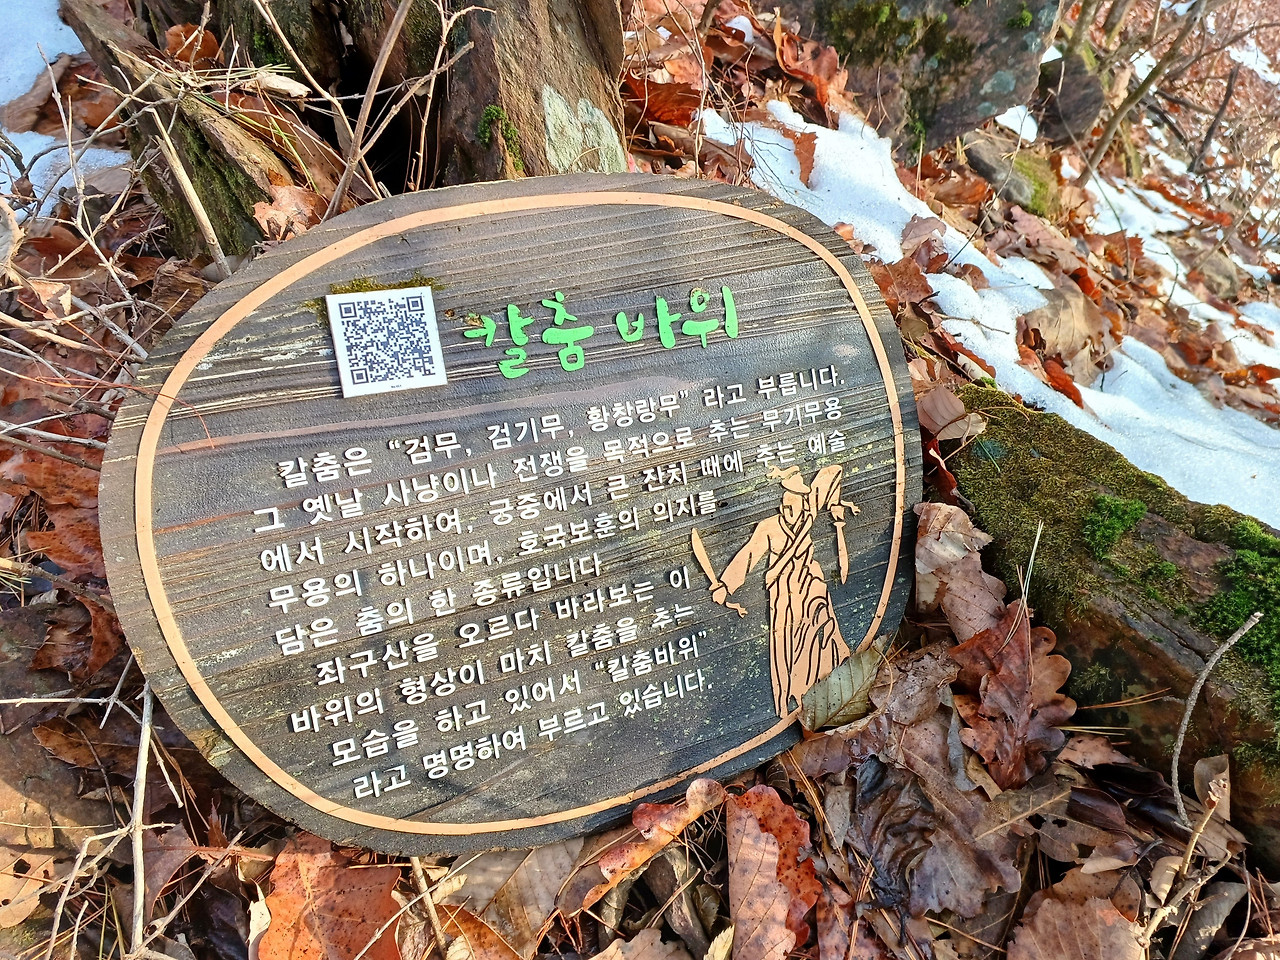 칼춤 바위
칼춤은 “검무, 검기무, 황창랑무” 라고 부릅니다.
그 옛날 사냥이나 전쟁을 목적으로 추는 무기무용
에서 시작하여, 궁중에서 큰 잔치 때에 추는 예술
무용의 하나이며, 호국보훈의 의지를
담은 춤의 한 종류입니다
좌구산을 오르다 바라보는 이
바위의 형상이 마치 칼춤을 추는
모습을 하고 있어서 “칼춤바위”
라고 명명하여 부르고 있습니다.